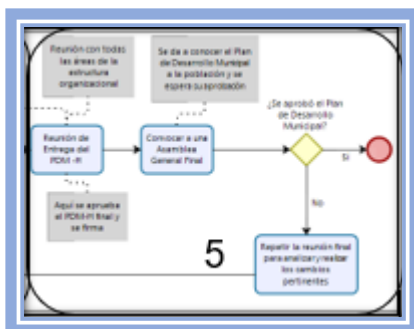 Reunión con todas
las áreas de la
estructura
organizacional
Se da a conocer el Plan
de Desarrollo Municipal
a la población y se
espera su aprobación
¿Se aprobó el Plan
de Desarrollo
Municipal?
Reunión de
Entrega del
PDM -M
Convocar a una
Asamblea
General Final
Si
No
Aqui se aprueba
el PDM-M final y
se firma
5
Repetir la reunión final
para analizar y realizar
los cambios
pertinentes